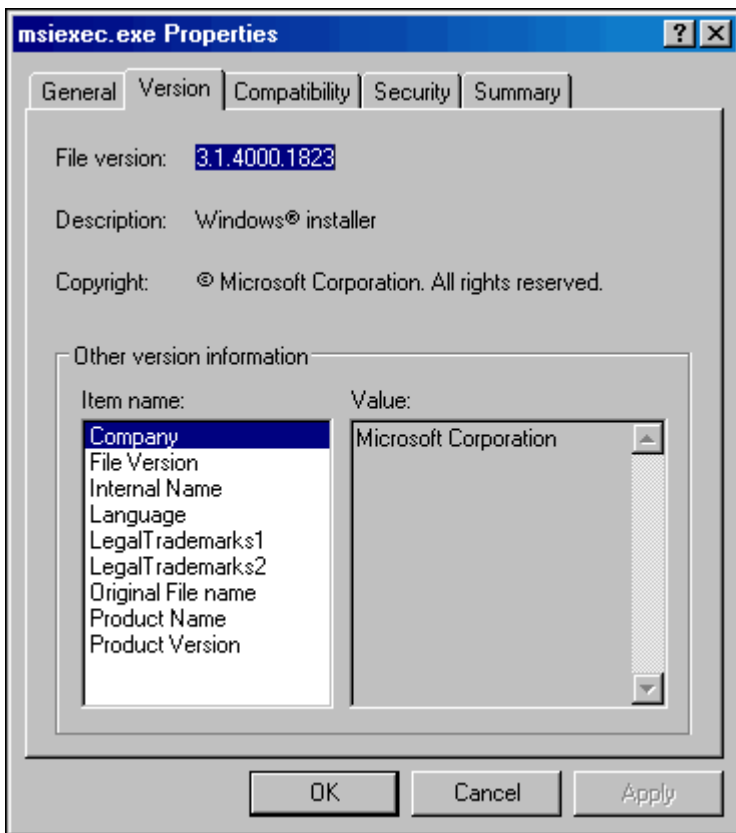 msiexec.exe Properties
General Version Compatibility Security Summary
File version: 3.1.4000.1823
Description: Windows® installer
Copyright: © Microsoft Corporation. All rights reserved.
Other version information
Item name: Value:
Company Microsoft Corporation
File Version
Internal Name
Language
LegalTrademarks1
LegalTrademarks2
Original File name
Product Name
Product Version
OK Cancel Apply